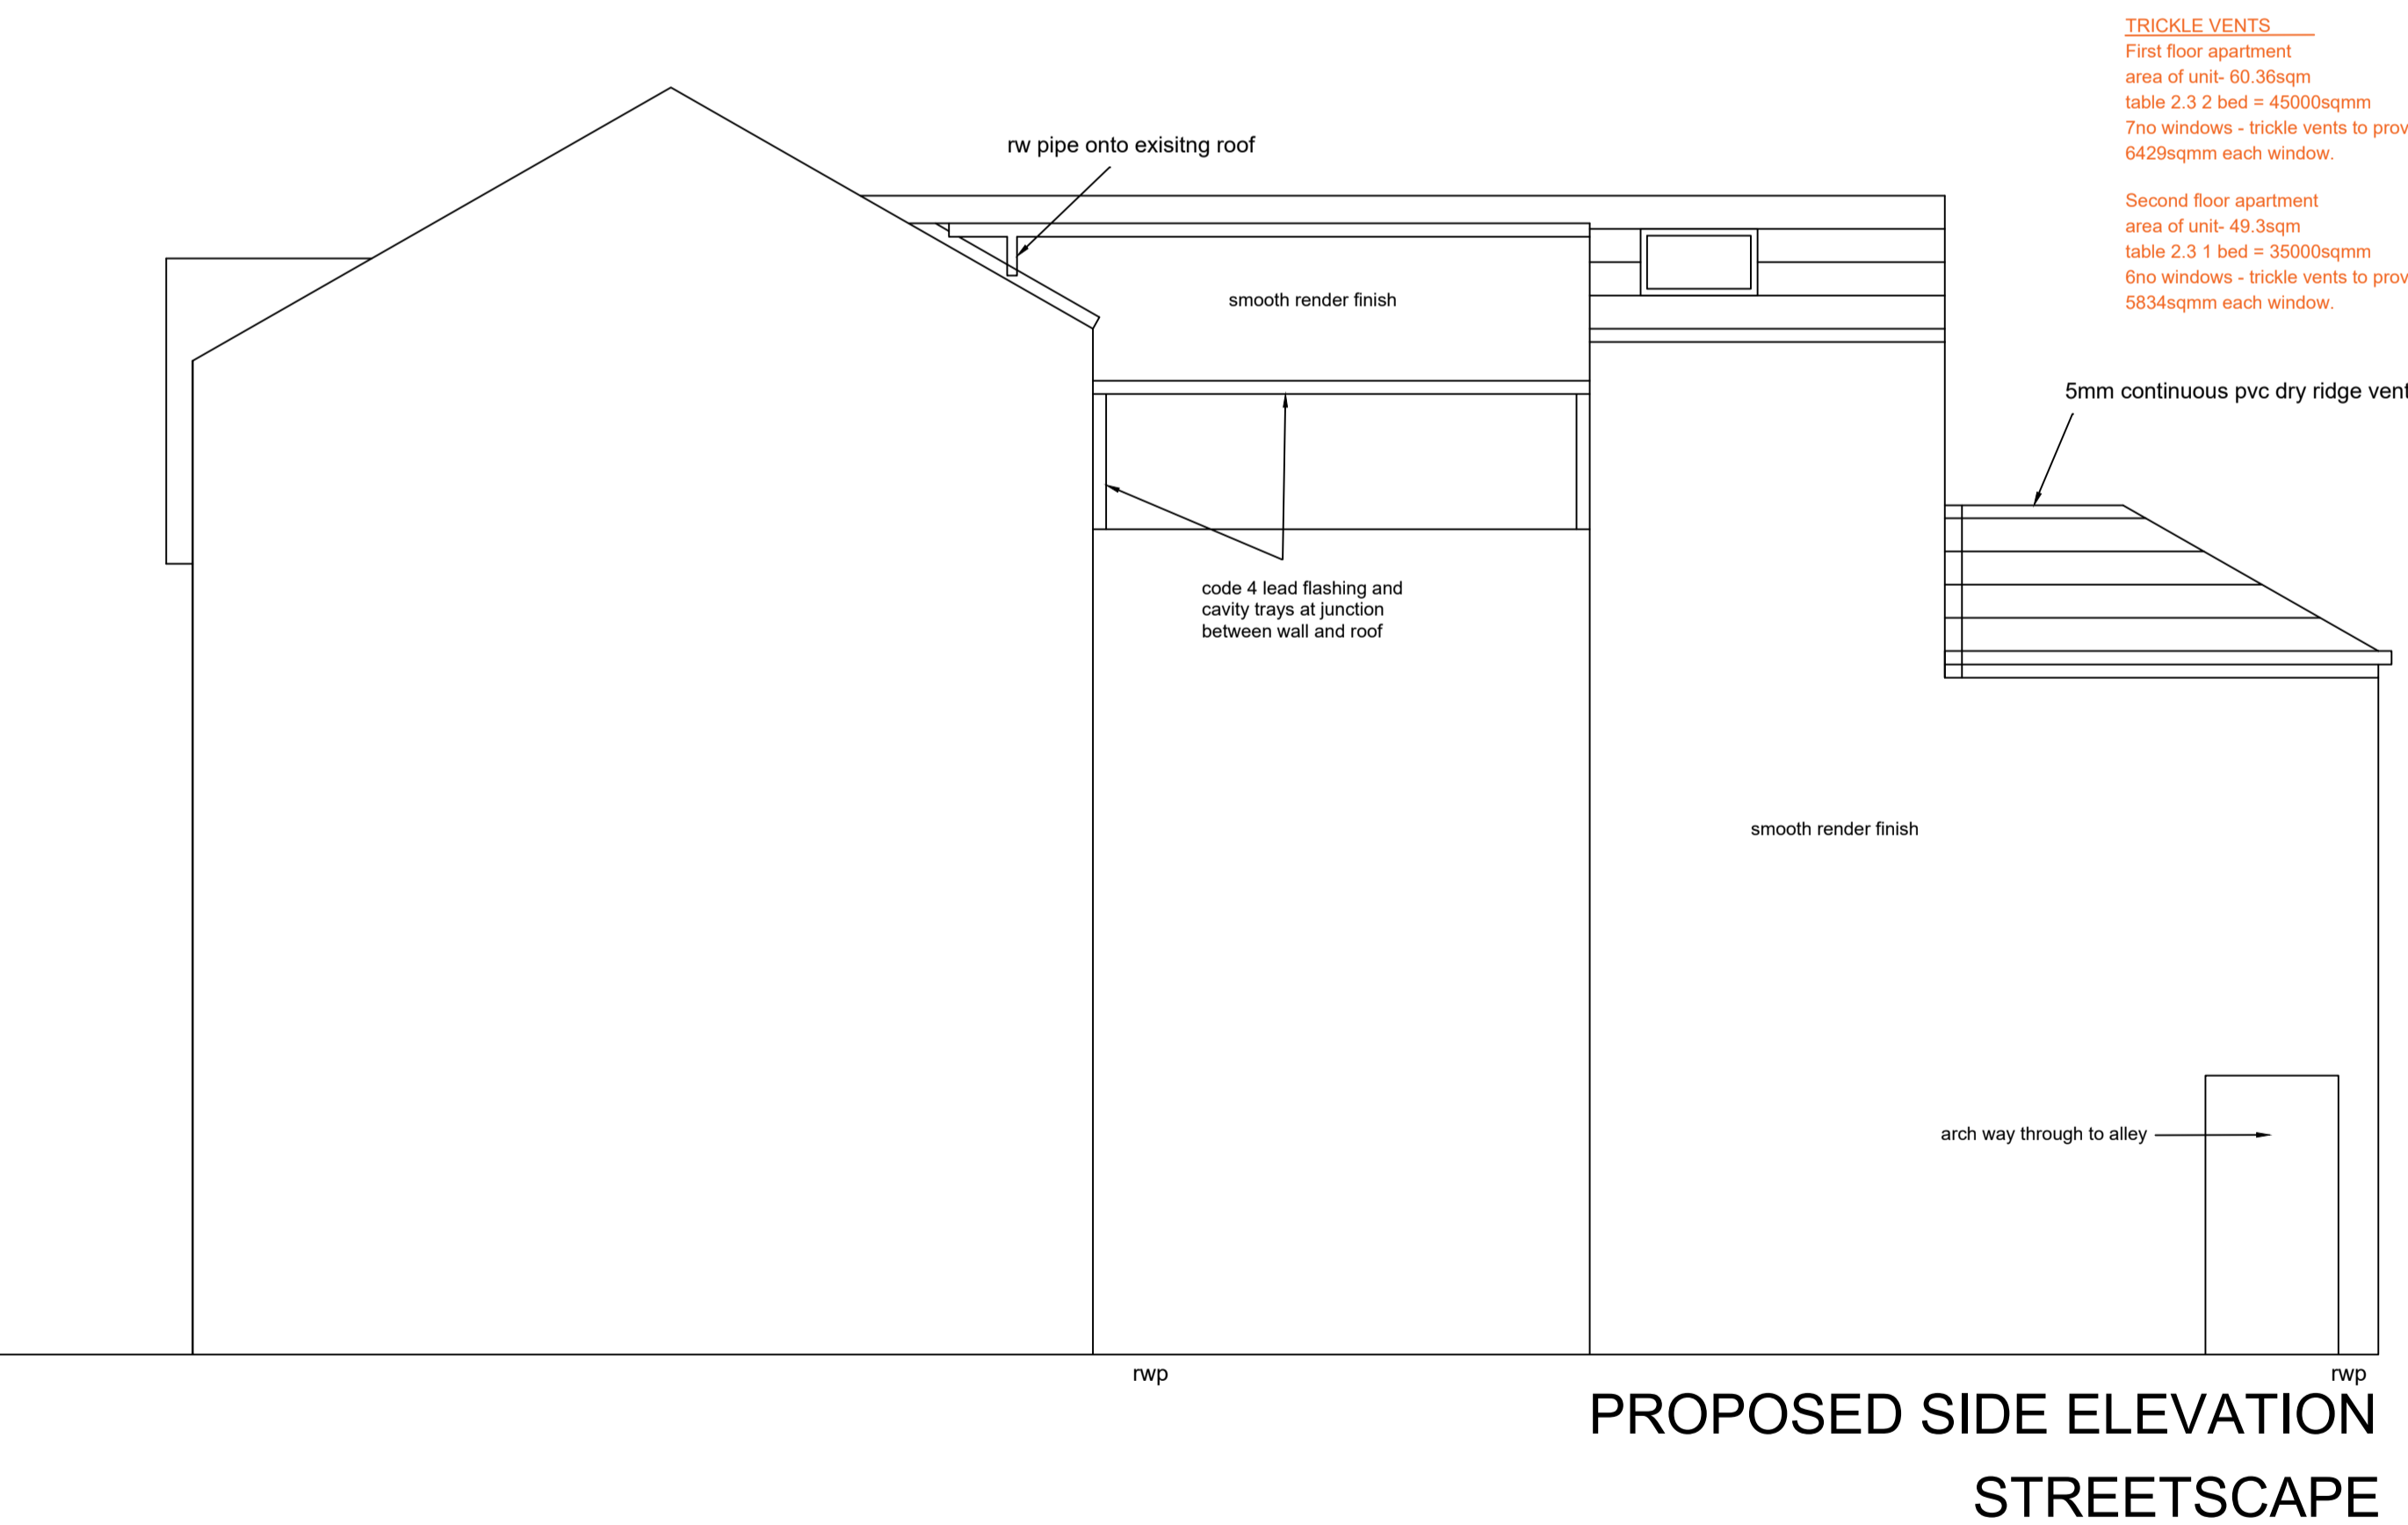 TRICKLE VENTS
First floor apartment
area of unit- 60.36sqm
table 2.3 2 bed = 45000sqmm
7no windows - trickle vents to prov
6429sqmm each window.
Second floor apartment
area of unit- 49.3sqm
table 2.3 1 bed = 35000sqmm
6no windows - trickle vents to prov
5834sqmm each window.
rw pipe onto exisitng roof
smooth render finish
5mm continuous pvc dry ridge vent
code 4 lead flashing and
cavity trays at junction
between wall and roof
smooth render finish
arch way through to alley
rwp
rwp
PROPOSED SIDE ELEVATION
STREETSCAPE